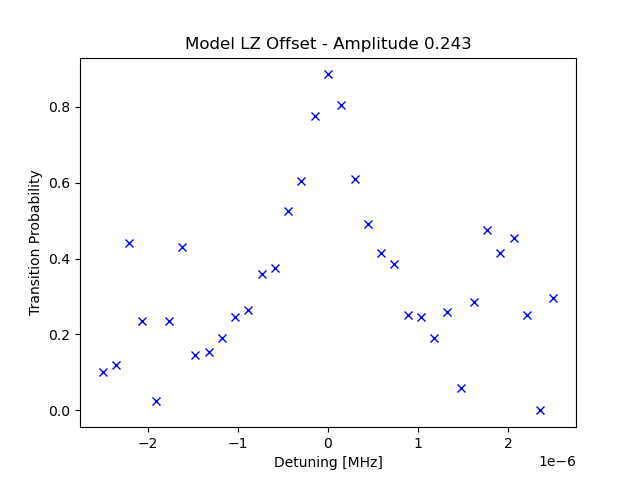 Model LZ Offset - Amplitude 0.243
Transition Probability
0.8
0.6
0.4
0.2
0.0
−2
−1
0
1
2
1e−6
Detuning [MHz]